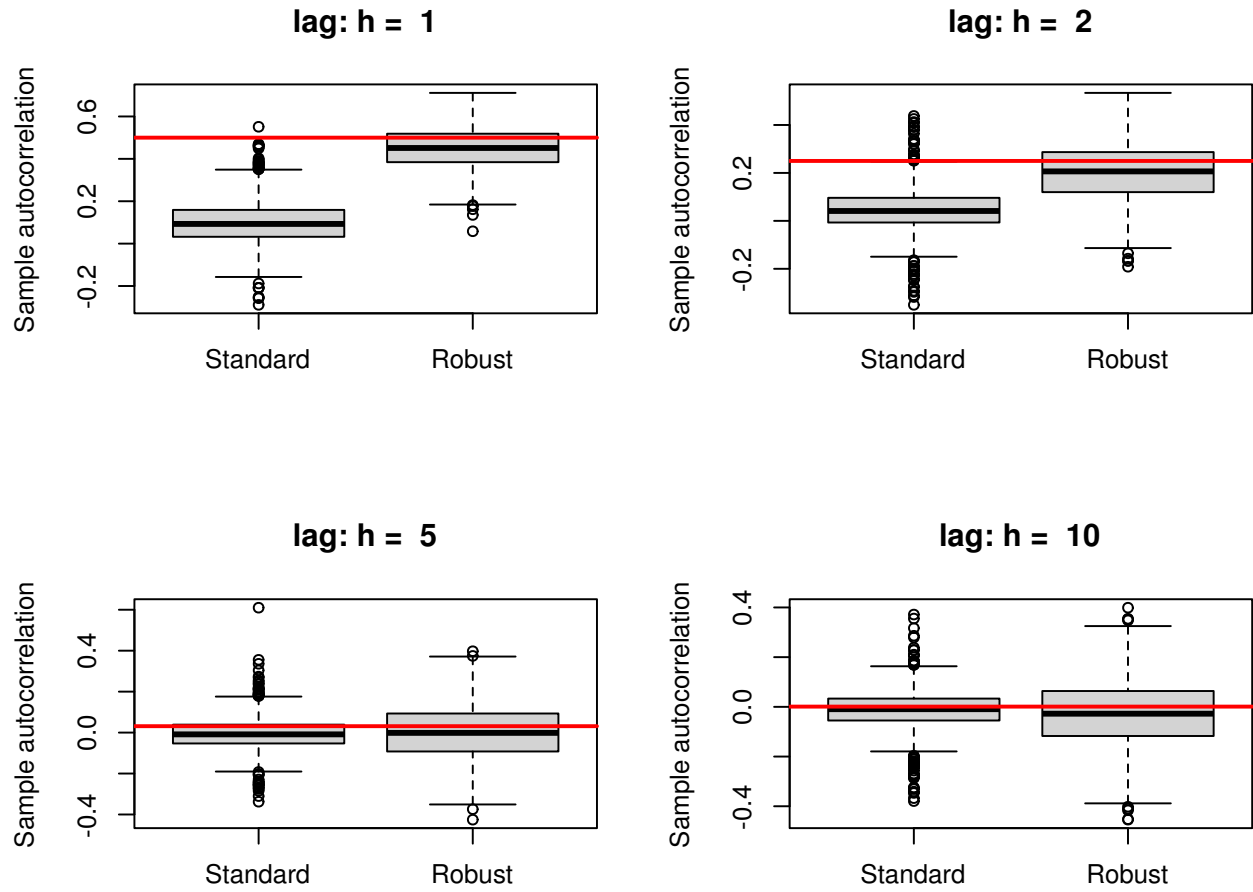 lag: h =  1
Sample autocorrelation
0.6
0.2
-0.2
Standard
Robust
lag: h =  2
Sample autocorrelation
0.2
-0.2
Standard
Robust
lag: h =  5
Sample autocorrelation
0.4
0.0
-0.4
Standard
Robust
lag: h =  10
Sample autocorrelation
0.4
0.0
-0.4
Standard
Robust